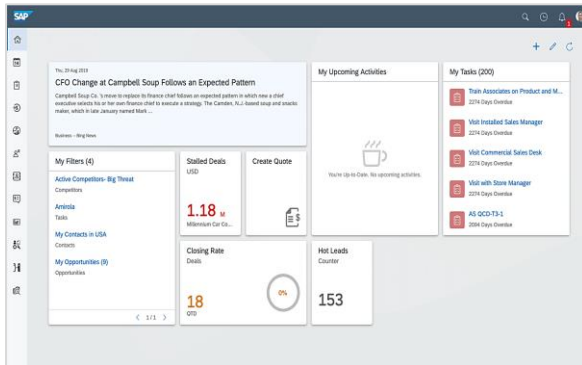 SAP
1
Thu, 29 Aug 2019
CFO Change at Campbell Soup Follows an Expected Pattern
Campbell Soup Co. 's move to replace its finance chief follows an expected pattern in which new a chief
executive selects his or her own finance chief to execute a strategy. The Camden, N.J.-based soup and snacks
maker, which in late January named Mark ...
Business – Bing News
My Upcoming Activities
You're Up-to-Date. No upcoming activities.
My Tasks (200)
Train Associates on Product and M...
2274 Days Overdue
Visit Installed Sales Manager
2274 Days Overdue
Visit Commercial Sales Desk
2274 Days Overdue
Visit with Store Manager
2274 Days Overdue
AS QCD-T3-1
2004 Days Overdue
My Filters (4)
Active Competitors- Big Threat
Competitors
Tasks
My Contacts in USA
Contacts
My Opportunities (9)
Opportunities
1/1
Stalled Deals
USD
1.18 M
Millennium Car Co...
Create Quote
Closing Rate
Deals
18
QTD
0%
Hot Leads
Counter
153